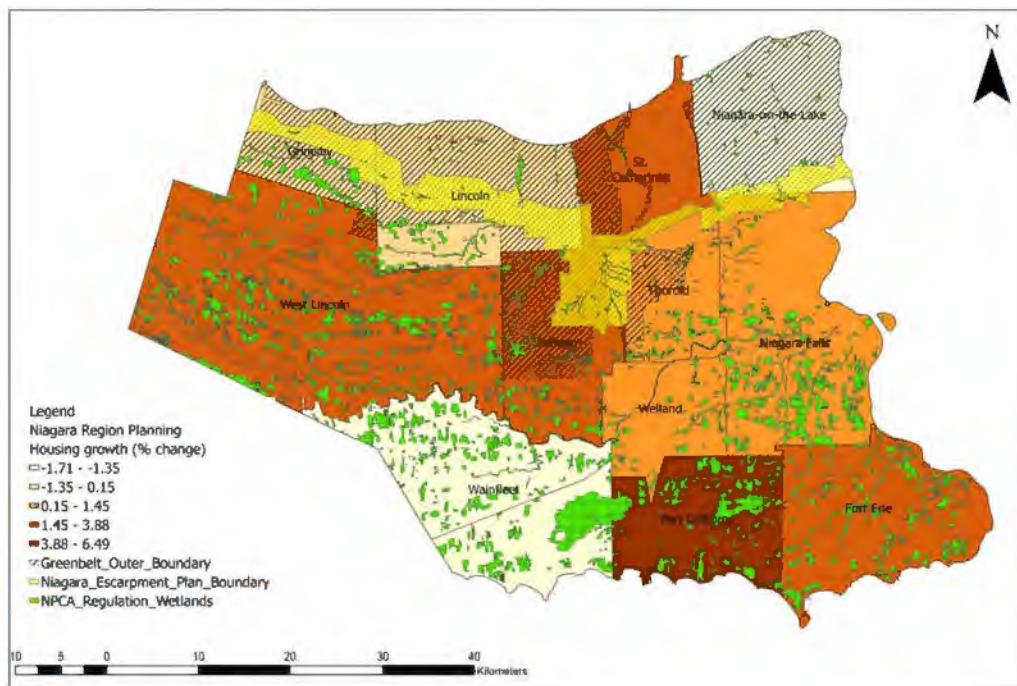 N
Niagara-on-the-Lake
Grimsby
St.
Catharines
Lincoln
Thorold
West Lincoln
Niagara Falls
Welland
Wainfleet
Fort Erie
Legend
Niagara Region Planning
Housing growth (% change)
-1.71 - -1.35
-1.35 - 0.15
0.15 - 1.45
1.45 - 3.88
3.88 - 6.49
Greenbelt_Outer_Boundary
Niagara_Escarpment_Plan_Boundary
NPCA_Regulation_Wetlands
10 5 0 10 20 30 40
Kilometers